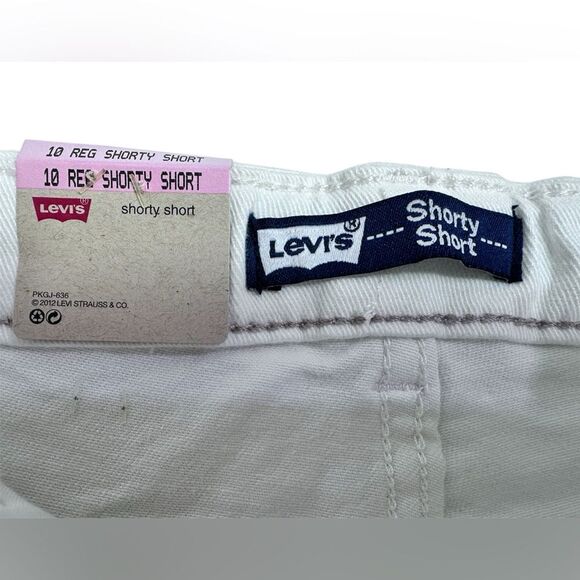 10 REG SHORTY SHORT
10 REG SHORTY SHORT
LEVI'S®
shorty short
PKGJ-636
© 2012 LEVI STRAUSS & CO.
LEVI'S®
Shorty
Short